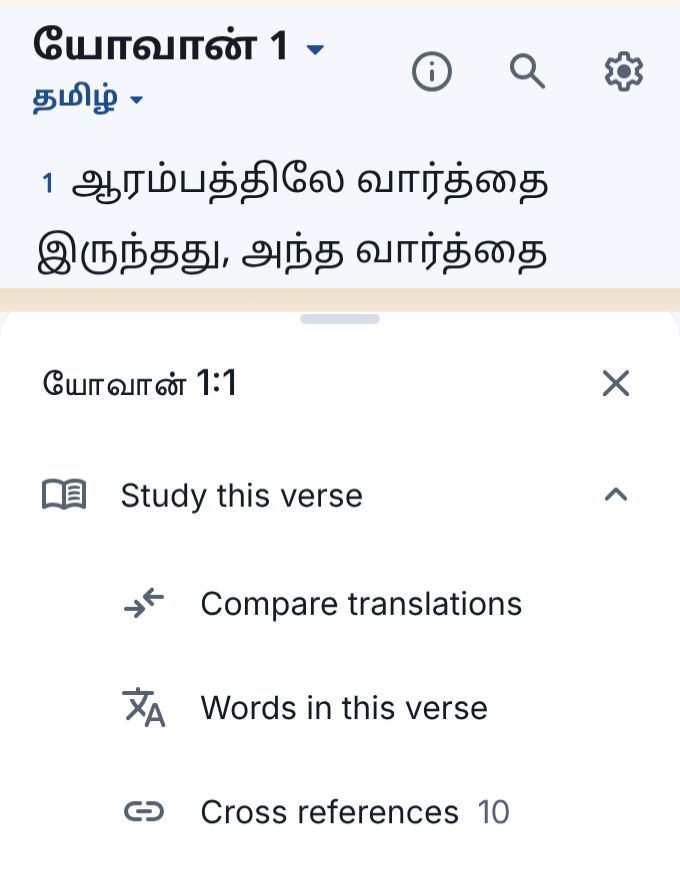 யோவான் 1
தமிழ்
1 ஆரம்பத்திலே வார்த்தை
இருந்தது, அந்த வார்த்தை
யோவான் 1:1
Study this verse
Compare translations
Words in this verse
Cross references 10